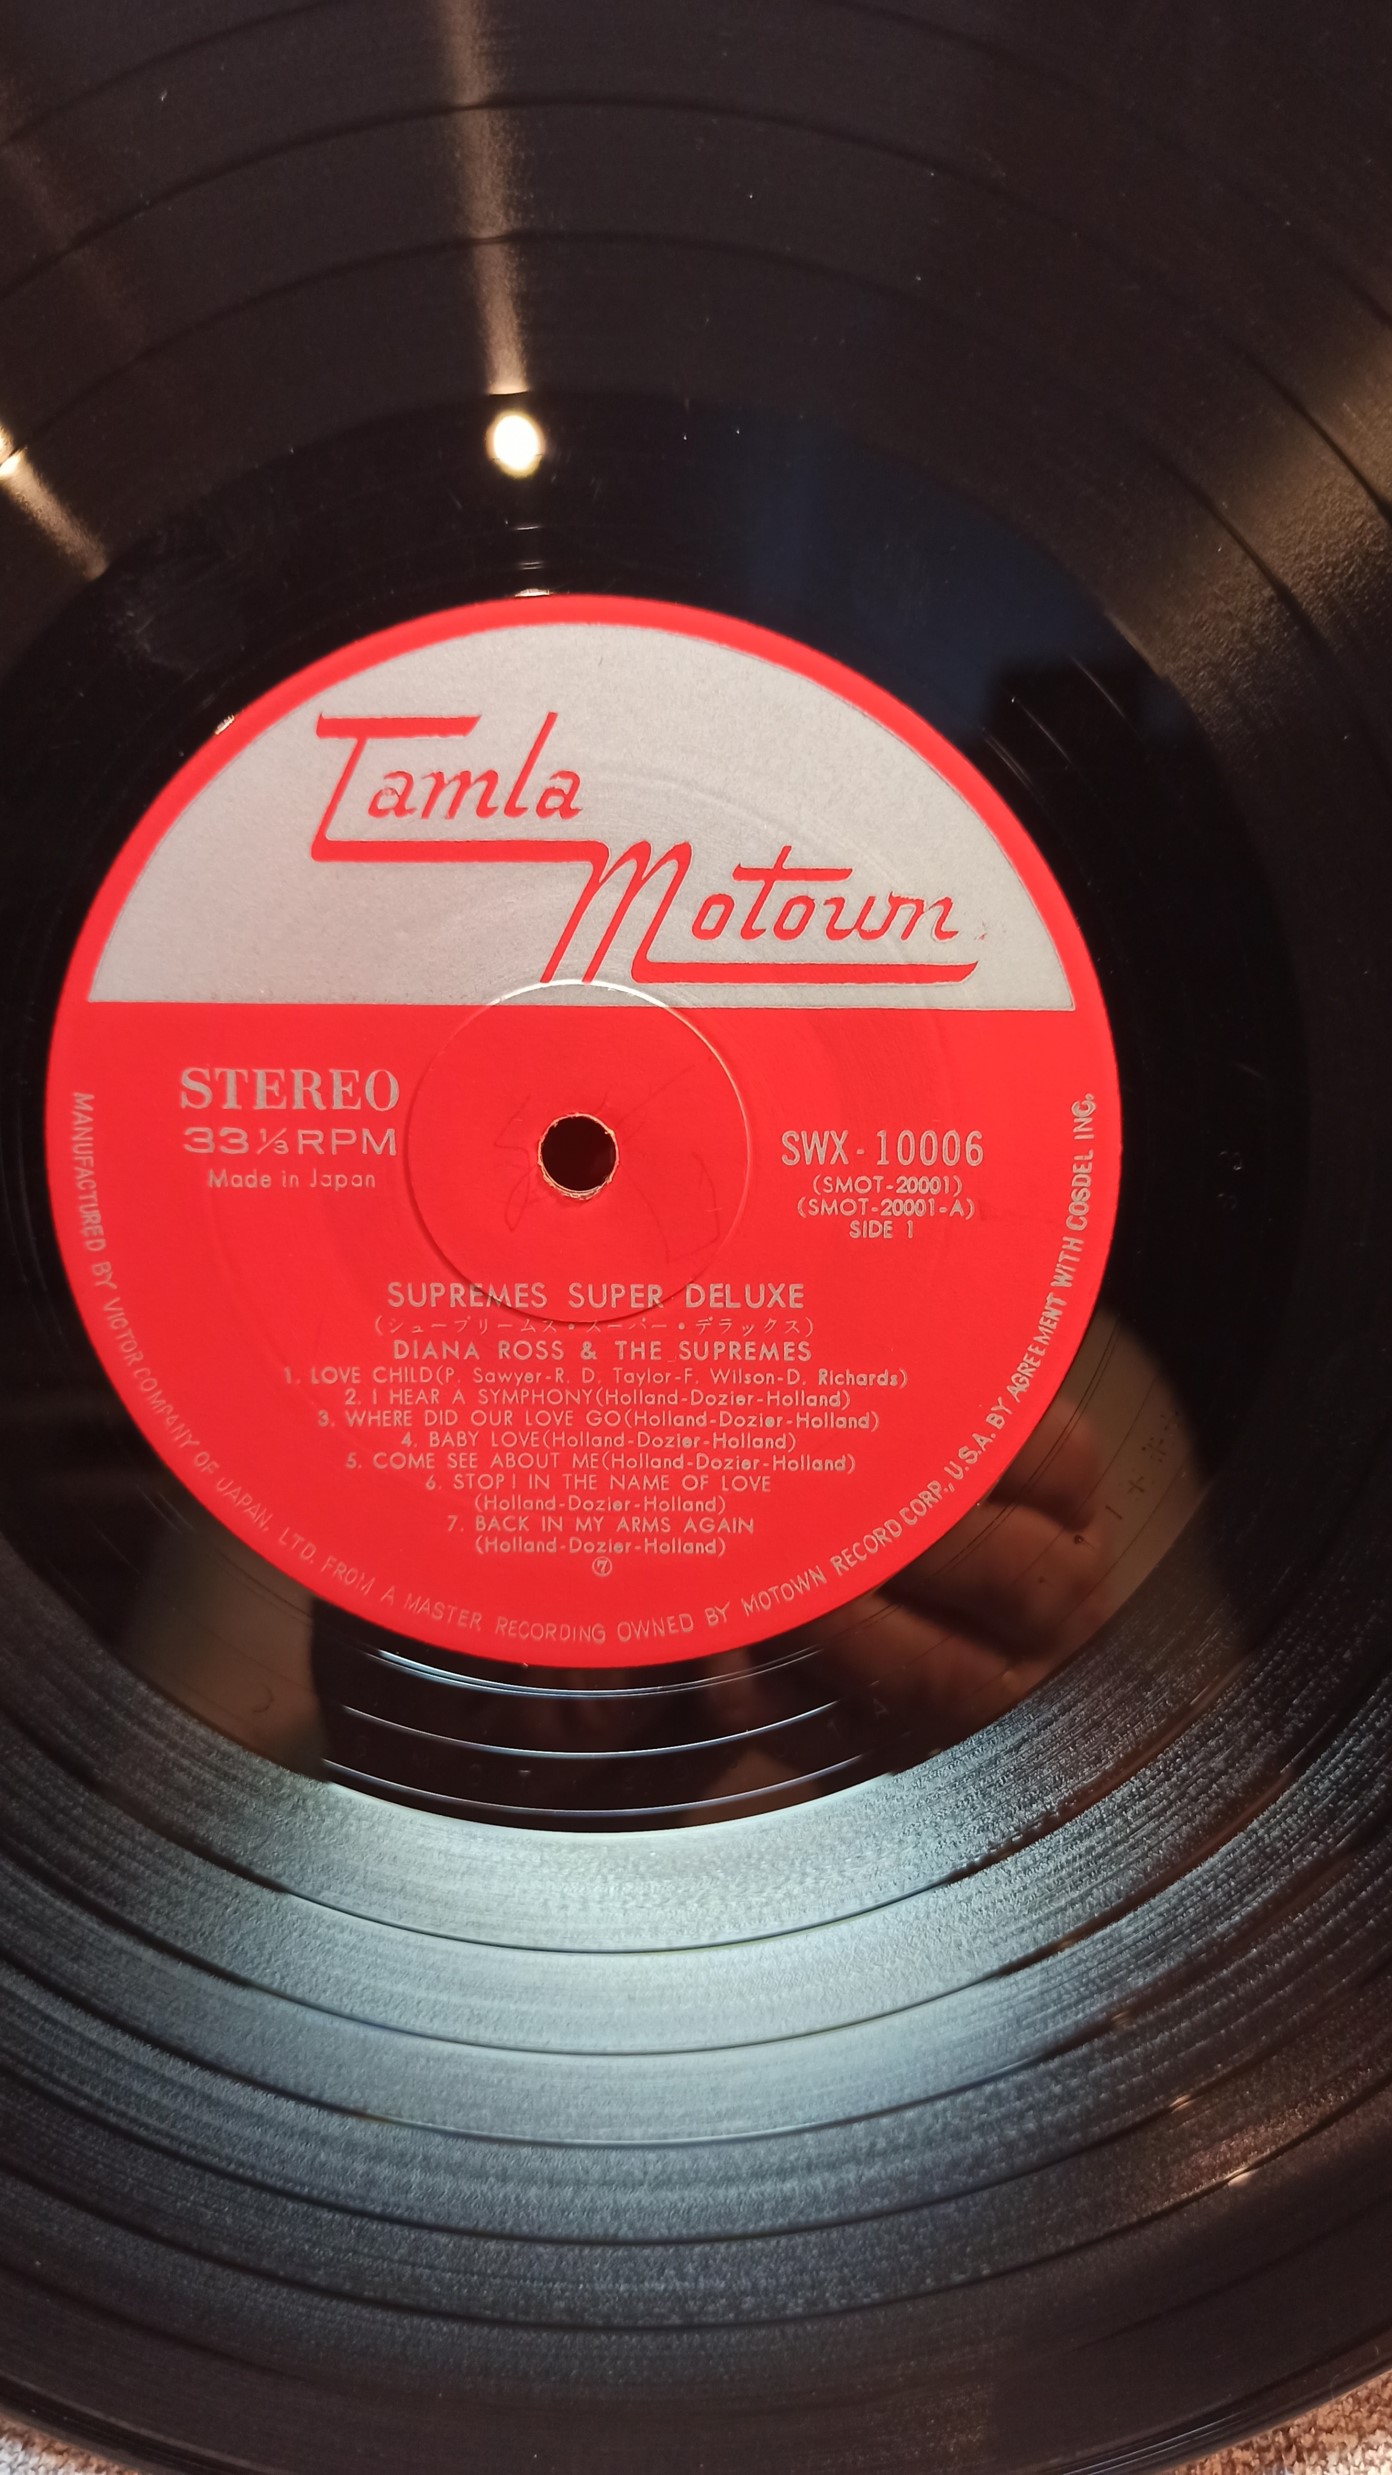 Tamla
Motown
STEREO
33 1/3 RPM
Made in Japan
SWX-10006
(SMOT-20001)
(SMOT-20001-A)
SIDE 1
SUPREMES SUPER DELUXE
(シュープリームス・スーパー・デラックス)
DIANA ROSS & THE SUPREMES
1. LOVE CHILD(P. Sawyer-R. D. Taylor-F. Wilson-D. Richards)
2. I HEAR A SYMPHONY(Holland-Dozier-Holland)
3. WHERE DID OUR LOVE GO(Holland-Dozier-Holland)
4. BABY LOVE(Holland-Dozier-Holland)
5. COME SEE ABOUT ME(Holland-Dozier-Holland)
6. STOP! IN THE NAME OF LOVE
(Holland-Dozier-Holland)
7. BACK IN MY ARMS AGAIN
(Holland-Dozier-Holland)
⑦
MANUFACTURED BY VICTOR COMPANY OF JAPAN, LTD. FROM A MASTER RECORDING OWNED BY MOTOWN RECORD CORP., U.S.A. BY AGREEMENT WITH COSDEL INC.